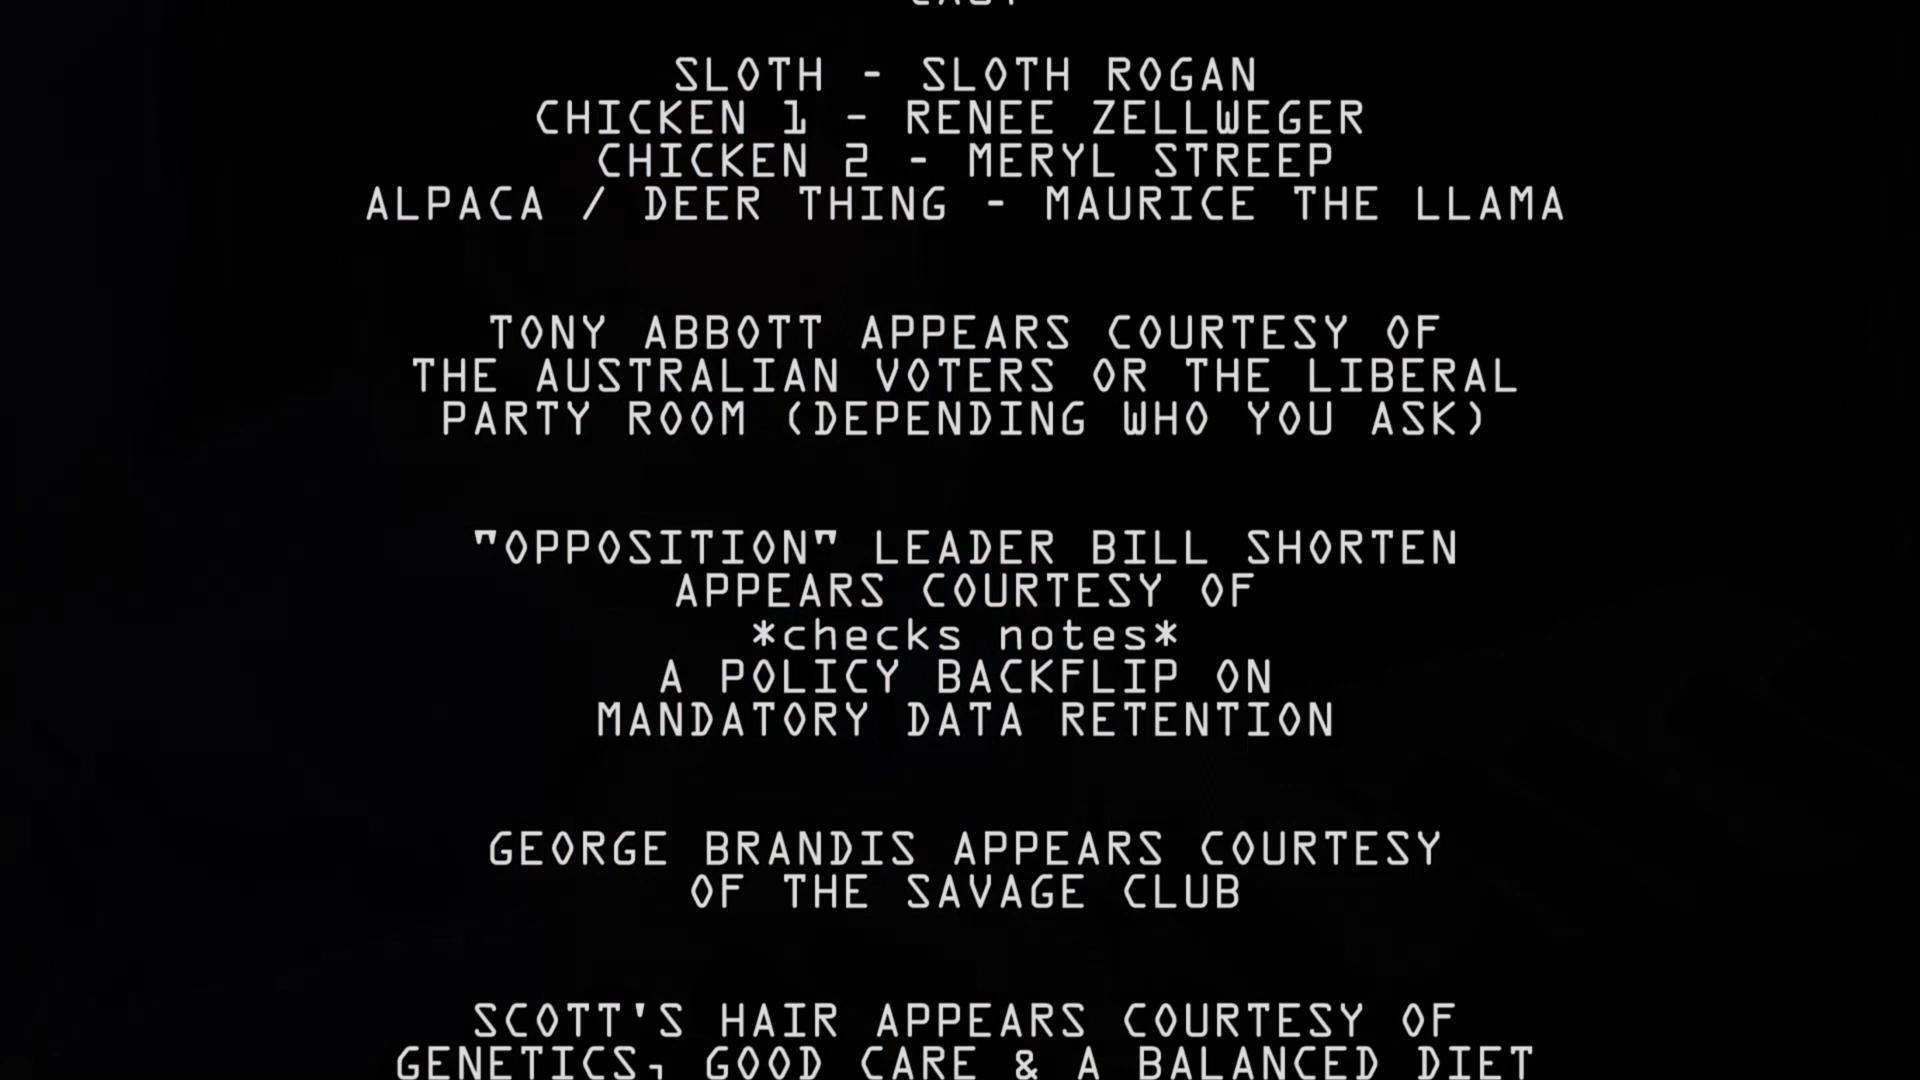 CAST
SLOTH - SLOTH ROGAN
CHICKEN 1 - RENEE ZELLWEGER
CHICKEN 2 - MERYL STREEP
ALPACA / DEER THING - MAURICE THE LLAMA
TONY ABBOTT APPEARS COURTESY OF
THE AUSTRALIAN VOTERS OR THE LIBERAL
PARTY ROOM (DEPENDING WHO YOU ASK)
"OPPOSITION" LEADER BILL SHORTEN
APPEARS COURTESY OF
*checks notes*
A POLICY BACKFLIP ON
MANDATORY DATA RETENTION
GEORGE BRANDIS APPEARS COURTESY
OF THE SAVAGE CLUB
SCOTT'S HAIR APPEARS COURTESY OF
GENETICS, GOOD CARE & A BALANCED DIET